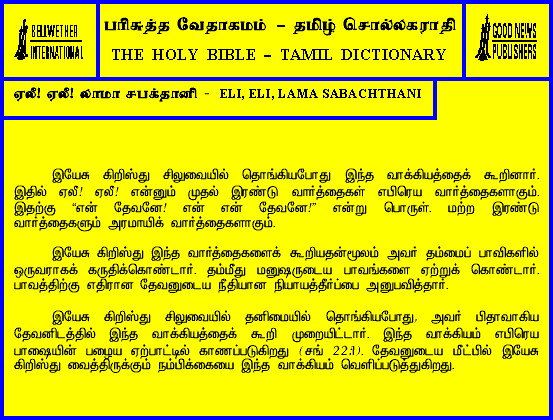 BELLWETHER
INTERNATIONAL
பரிசுத்த வேதாகமம் – தமிழ் சொல்லகராதி
THE HOLY BIBLE – TAMIL DICTIONARY
GOOD NEWS
PUBLISHERS
ஏலீ! ஏலீ! லாமா சபக்தானி - ELI, ELI, LAMA SABACHTHANI
இயேசு கிறிஸ்து சிலுவையில் தொங்கியபோது இந்த வாக்கியத்தைக் கூறினார்.
இதில் ஏலீ! ஏலீ! என்னும் முதல் இரண்டு வார்த்தைகள் எபிரெய வார்த்தைகளாகும்.
இதற்கு “என் தேவனே! என் என் தேவனே!” என்று பொருள். மற்ற இரண்டு
வார்த்தைகளும் அரமாயிக் வார்த்தைகளாகும்.
இயேசு கிறிஸ்து இந்த வார்த்தைகளைக் கூறியதன்மூலம் அவர் தம்மைப் பாவிகளில்
ஒருவராகக் கருதிக்கொண்டார். தம்மீது மனுஷருடைய பாவங்களை ஏற்றுக் கொண்டார்.
பாவத்திற்கு எதிரான தேவனுடைய நீதியான நியாயத்தீர்ப்பை அனுபவித்தார்.
இயேசு கிறிஸ்து சிலுவையில் தனிமையில் தொங்கியபோது, அவர் பிதாவாகிய
தேவனிடத்தில் இந்த வாக்கியத்தைக் கூறி முறையிட்டார். இந்த வாக்கியம் எபிரெய
பாஷையின் பழைய ஏற்பாட்டில் காணப்படுகிறது (சங் 22:1). தேவனுடைய மீட்பில் இயேசு
கிறிஸ்து வைத்திருக்கும் நம்பிக்கையை இந்த வாக்கியம் வெளிப்படுத்துகிறது.